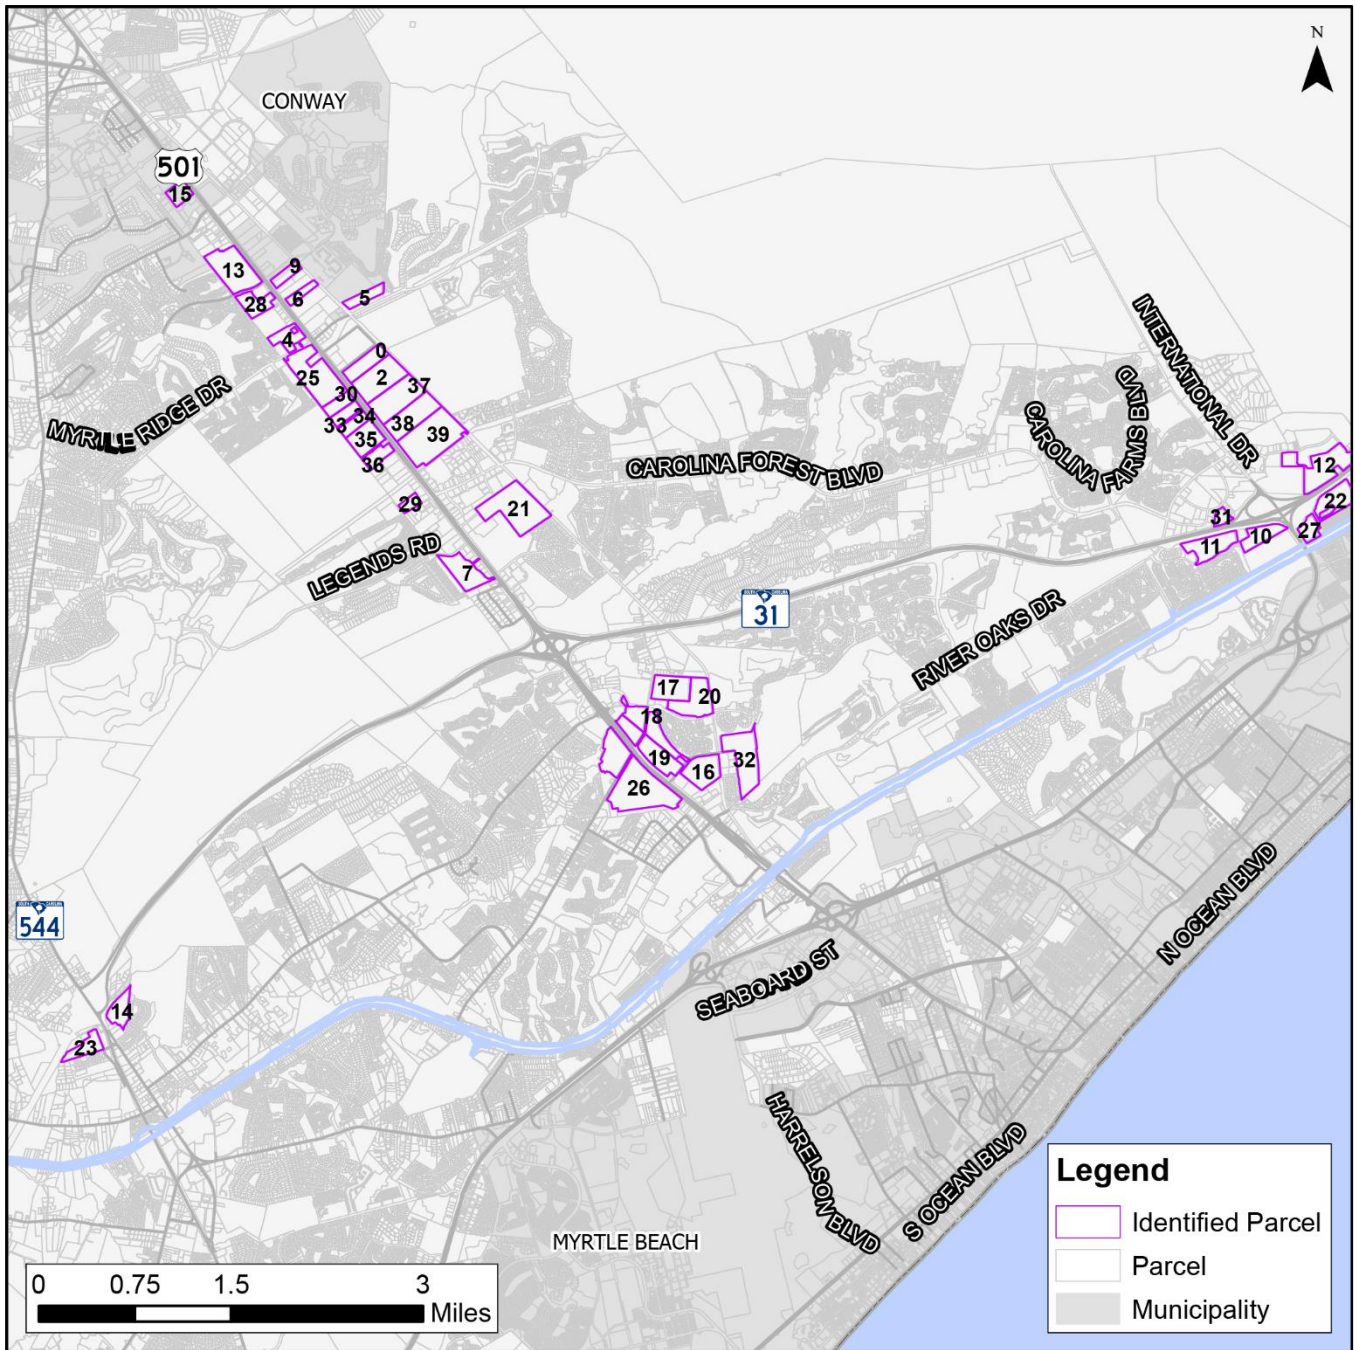 N
CONWAY
501
15
13
9
6
5
28
4
0
2
37
25
30
34
38
33
35
39
36
MYRTLE RIDGE DR
INTERNATIONAL DR
CAROLINA FARMS BLVD
CAROLINA FOREST BLVD
12
22
31
27
10
11
29
21
LEGENDS RD
7
31
RIVER OAKS DR
17
20
18
19
16
32
26
544
N OCEAN BLVD
SEABOARD ST
14
23
HARRELSON BLVD
S OCEAN BLVD
MYRTLE BEACH
Legend
Identified Parcel
Parcel
Municipality
0 0.75 1.5 3
Miles